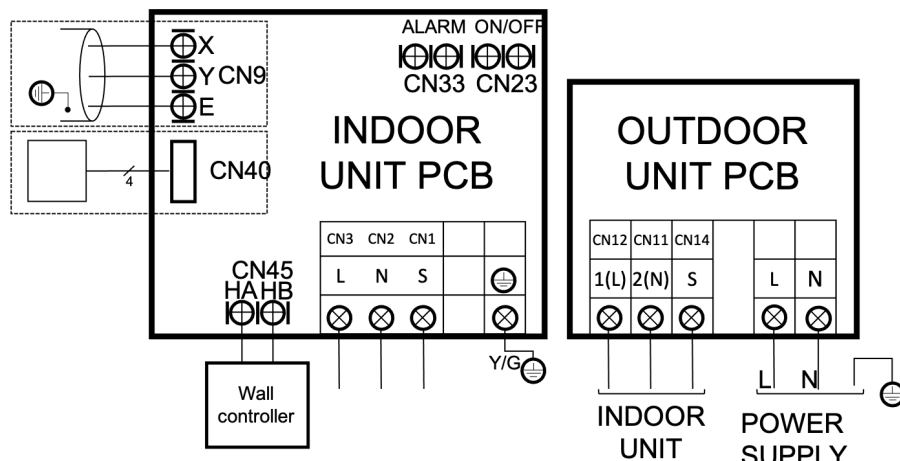 ALARM ON/OFF
CN33 CN23
X
Y CN9
E
INDOOR
UNIT PCB
4
CN40
OUTDOOR
UNIT PCB
CN3 CN2 CN1
L N S
CN12 CN11 CN14
1(L) 2(N) S
L N
CN45
HA HB
Y/G
Wall
controller
L N
INDOOR
UNIT
POWER
SUPPLY